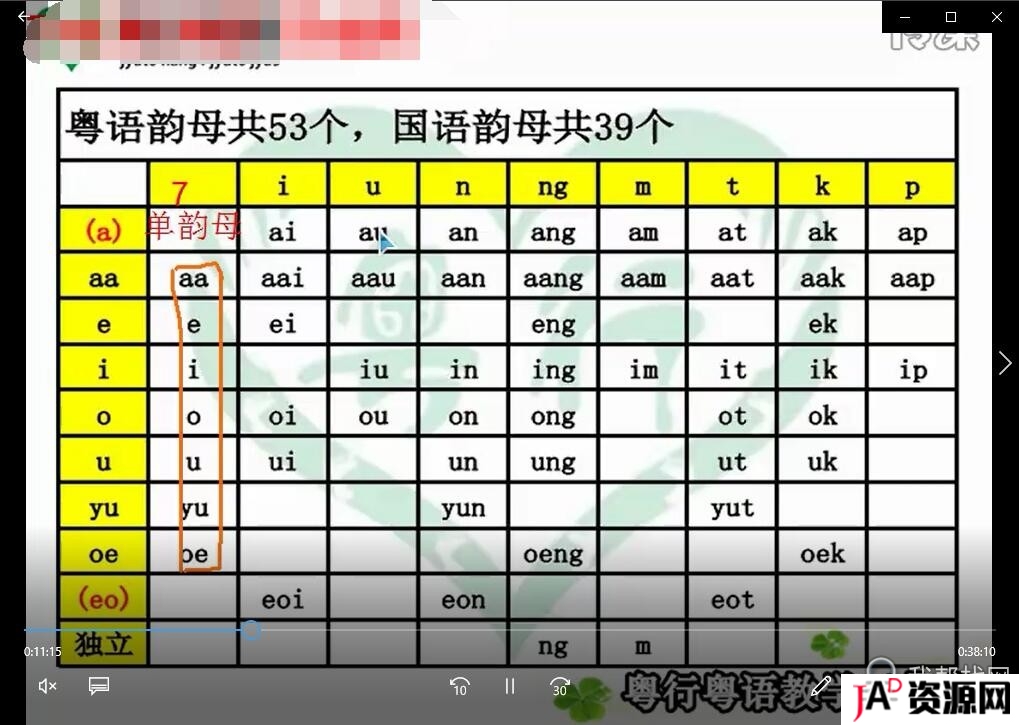 粤语韵母共53个，国语韵母共39个
7 i u n ng m t k p
(a) 单韵母 ai au an ang am at ak ap
aa aa aai aau aan aang aam aat aak aap
e e ei eng ek
i i iu in ing im it ik ip
o o oi ou on ong ot ok
u u ui un ung ut uk
yu yu yun yut
oe oe oeng oek
(eo) eoi eon eot
独立 ng m
0:11:15 0:38:10
10 30
粤行粤语教学
JAD资源网